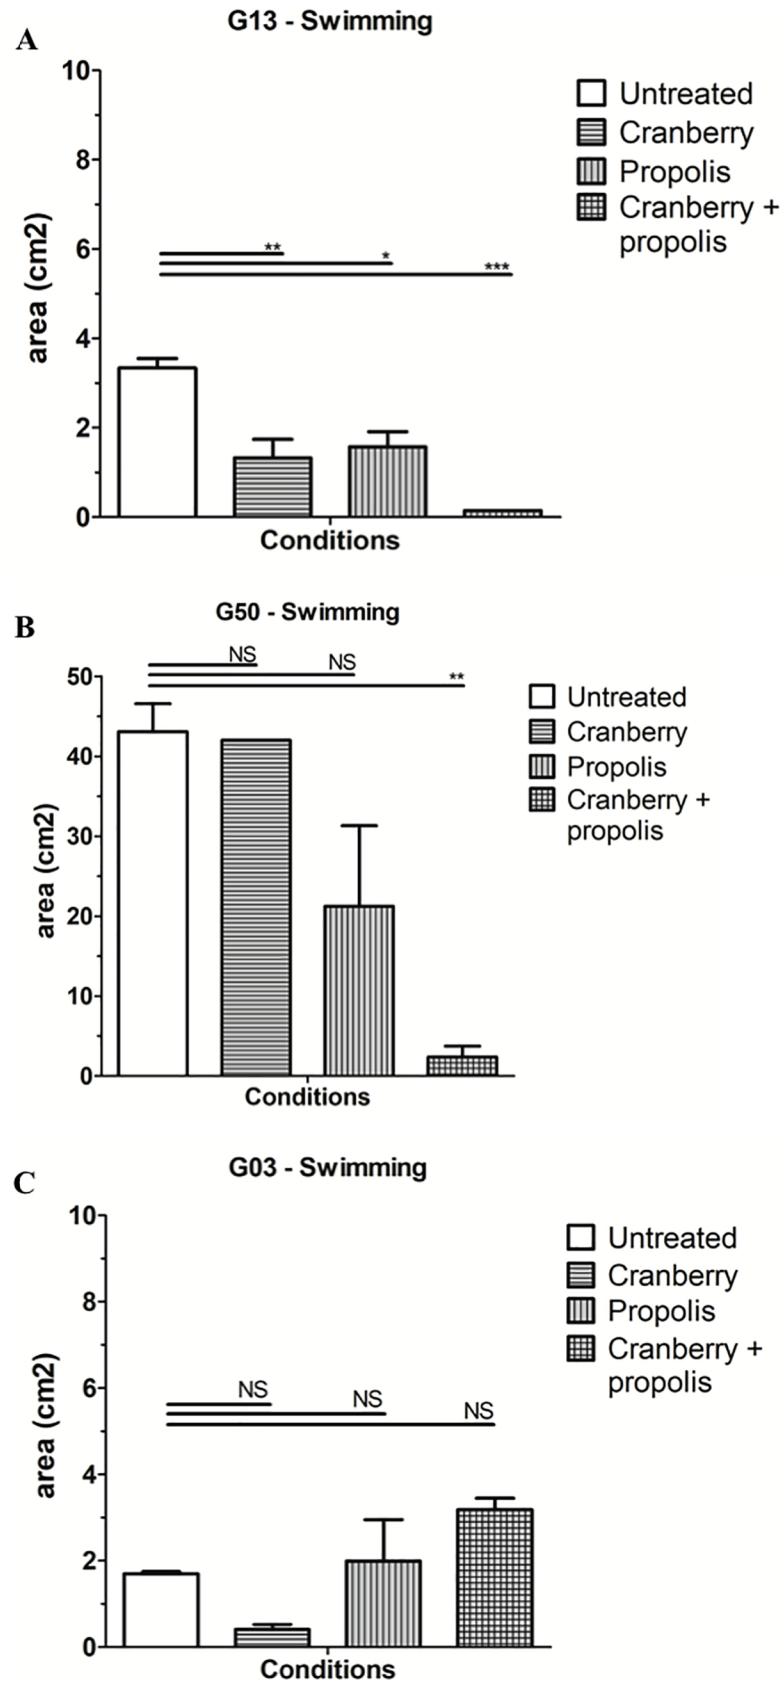 A
G13 - Swimming
10
8
6
4
2
0
area (cm2)
**
*
***
Conditions
Untreated
Cranberry
Propolis
Cranberry +
propolis
B
G50 - Swimming
50
40
30
20
10
0
area (cm2)
NS
NS
**
Conditions
Untreated
Cranberry
Propolis
Cranberry +
propolis
C
G03 - Swimming
10
8
6
4
2
0
area (cm2)
NS
NS
NS
Conditions
Untreated
Cranberry
Propolis
Cranberry +
propolis